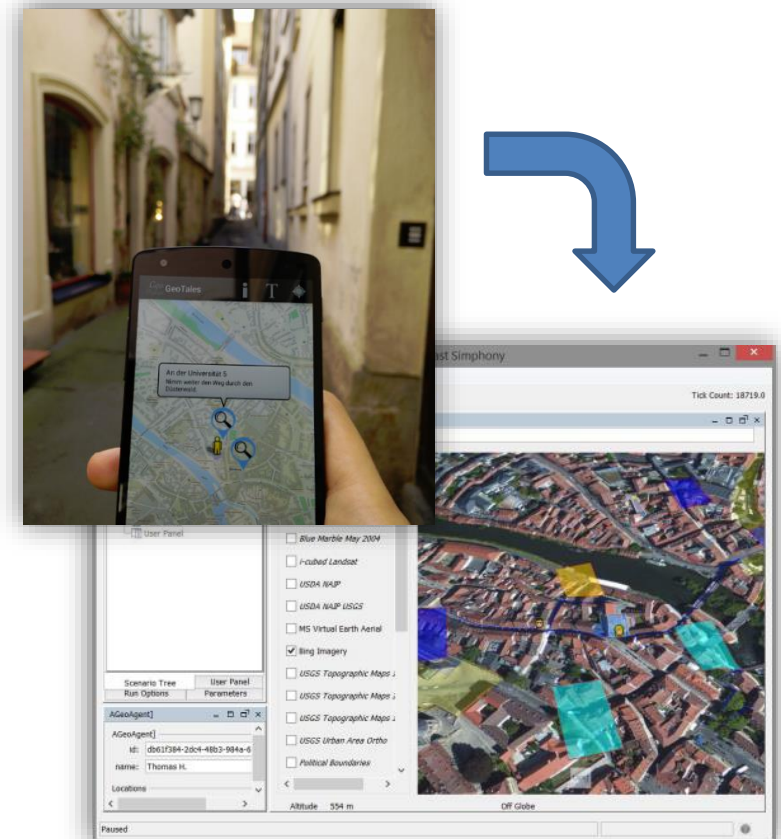 GeoTales
i T
An der Universität 5
Nimm weiter den Weg durch den
Düsterwald.
ast Simphony
Tick Count: 18719.0
User Panel
Blue Marble May 2004
i-cubed Landsat
USDA NAIP
USDA NAIP USGS
MS Virtual Earth Aerial
Bing Imagery
USGS Topographic Maps
USGS Topographic Maps
USGS Topographic Maps
USGS Urban Area Ortho
Political Boundaries
Scenario Tree
User Panel
Run Options
Parameters
AGeoAgent]
AGeoAgent]
id: db61f384-2dc4-48b3-984a-6
name: Thomas H.
Locations
Altitude 554 m
Off Globe
Paused